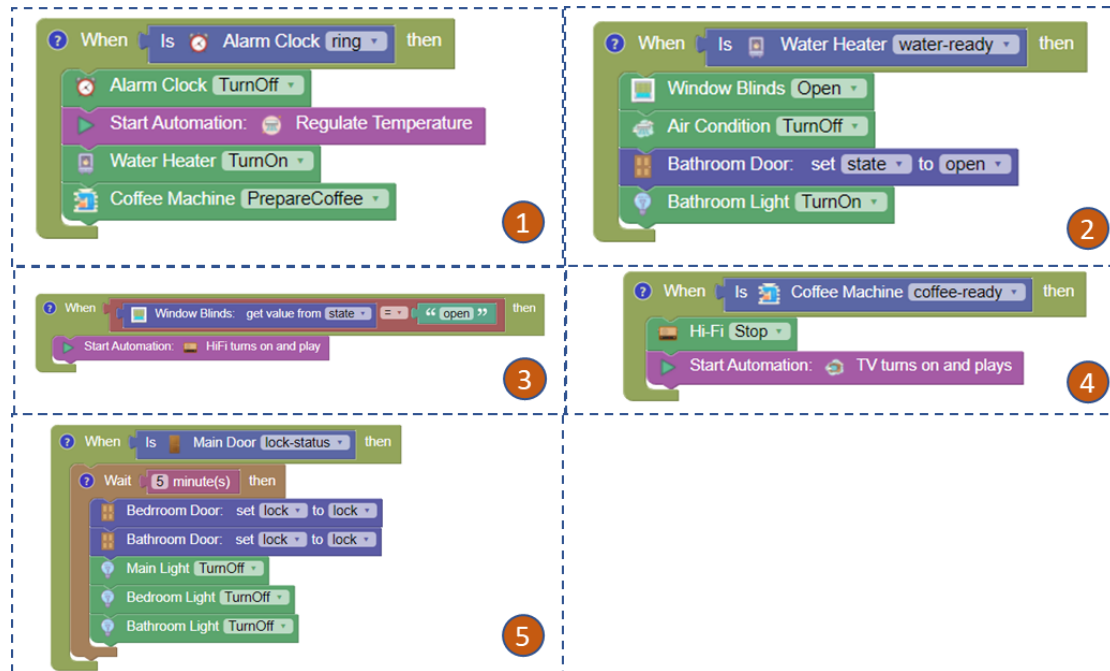 ? When Is Alarm Clock ring then
Alarm Clock TurnOff
Start Automation: Regulate Temperature
Water Heater TurnOn
Coffee Machine PrepareCoffee
1
? When Is Water Heater water-ready then
Window Blinds Open
Air Condition TurnOff
Bathroom Door: set state to open
Bathroom Light TurnOn
2
? When Window Blinds: get value from state = “ open ” then
Start Automation: HiFi turns on and play
3
? When Is Coffee Machine coffee-ready then
Hi-Fi Stop
Start Automation: TV turns on and plays
4
? When Is Main Door lock-status then
? Wait 5 minute(s) then
Bedrroom Door: set lock to lock
Bathroom Door: set lock to lock
Main Light TurnOff
Bedroom Light TurnOff
Bathroom Light TurnOff
5